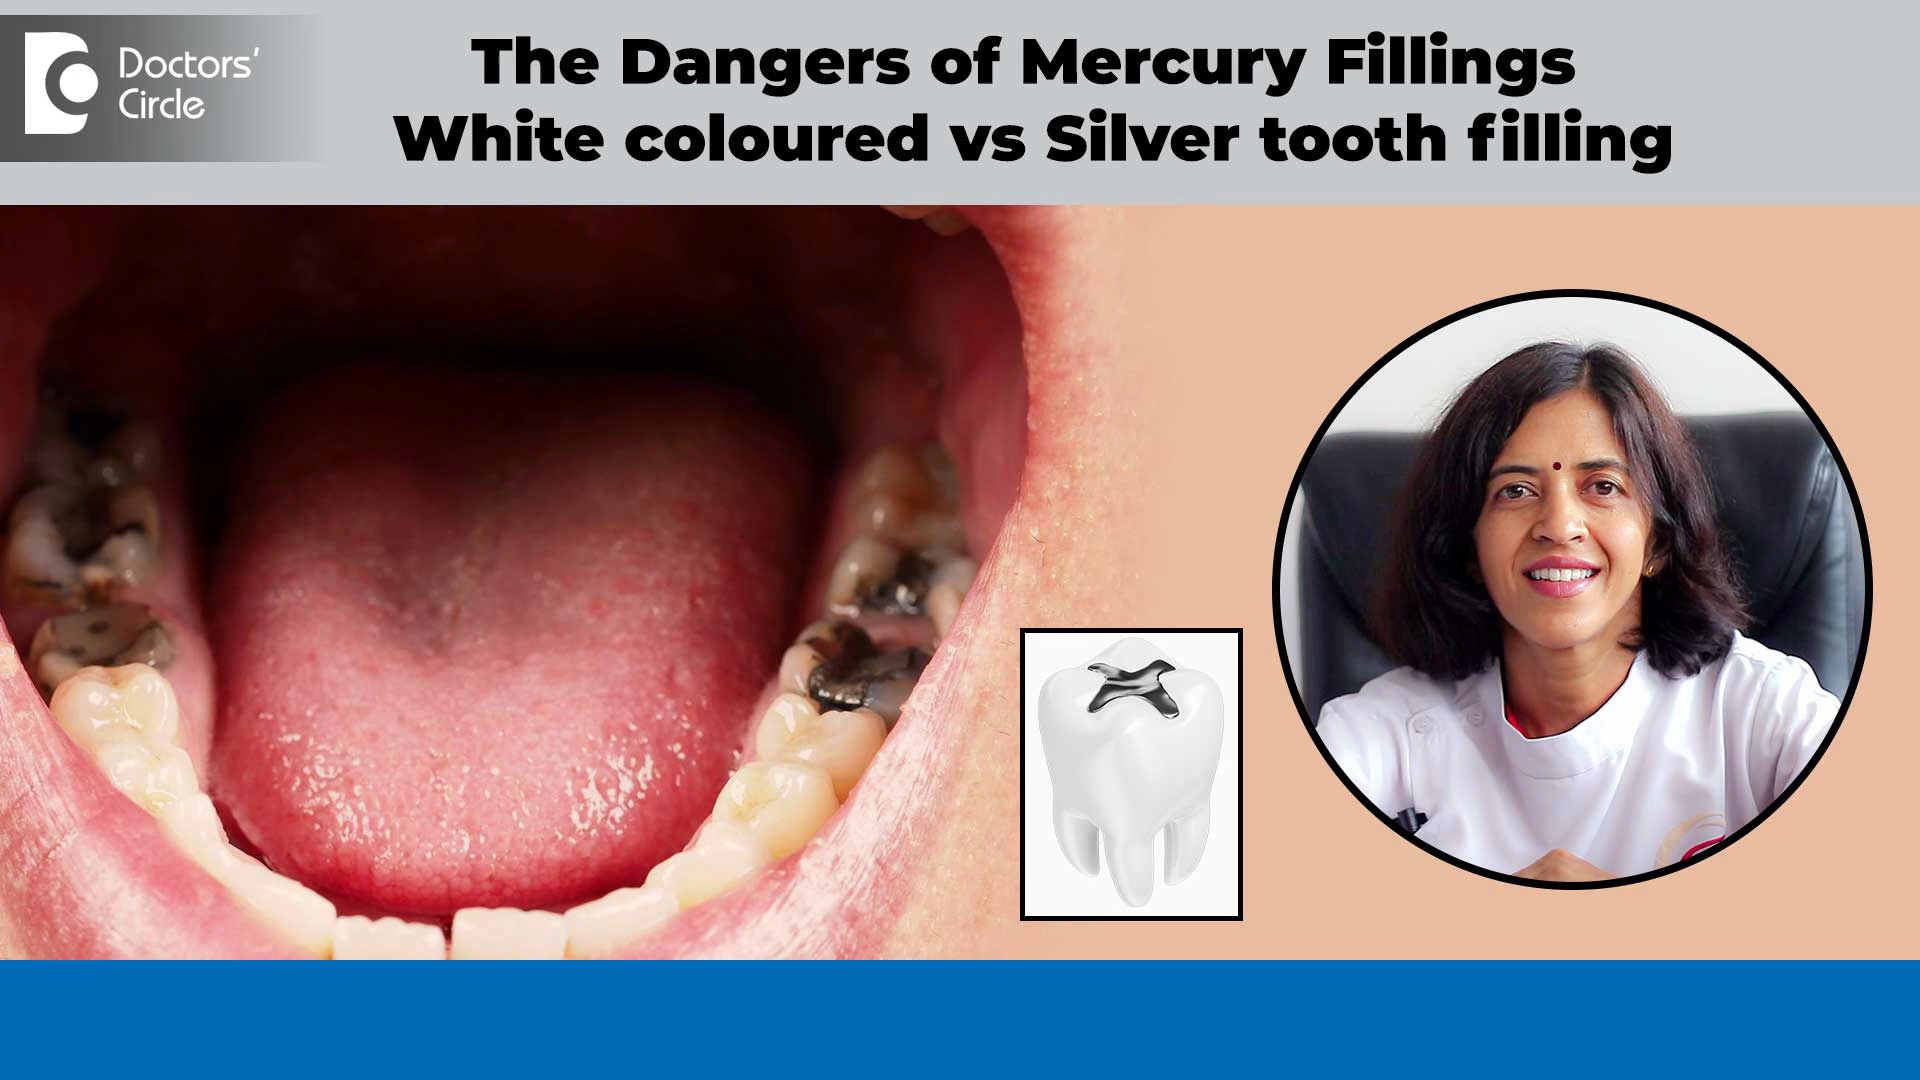 Doctors'
Circle
The Dangers of Mercury Fillings
White coloured vs Silver tooth filling